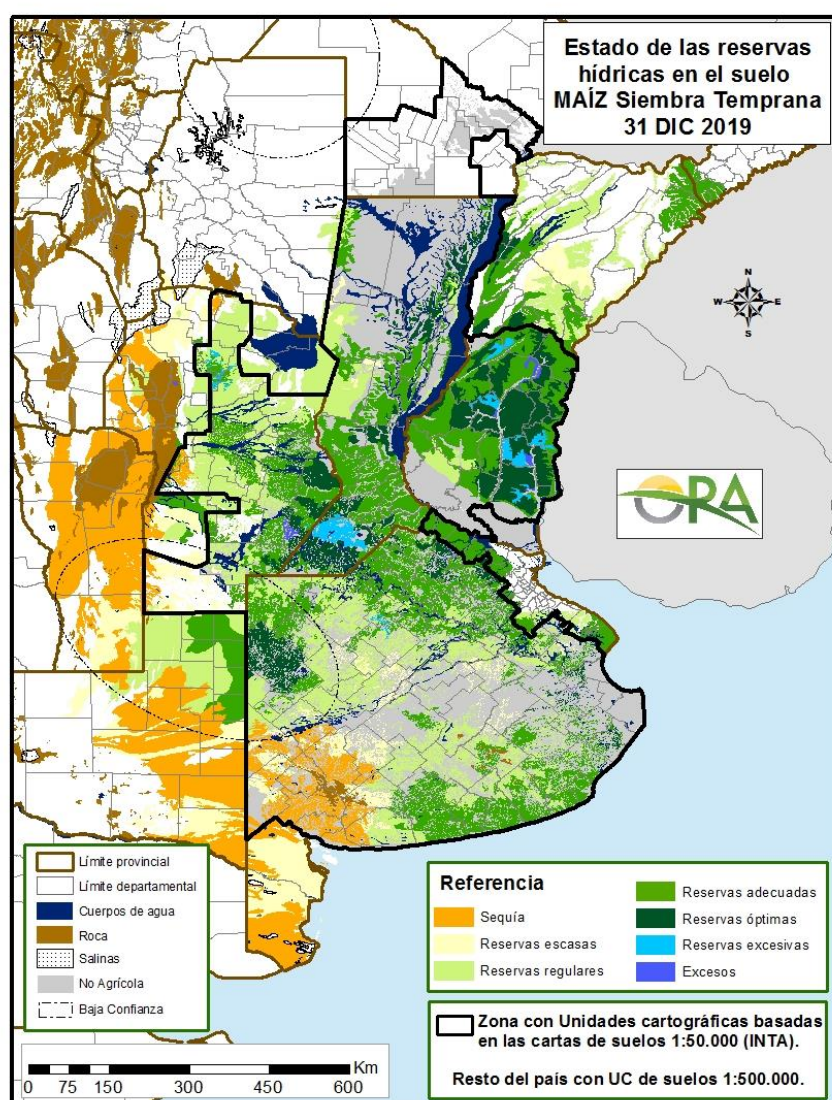 Estado de las reservas
hídricas en el suelo
MAÍZ Siembra Temprana
31 DIC 2019
N
W
E
S
OPA
Límite provincial
Límite departamental
Cuerpos de agua
Roca
Salinas
No Agrícola
Baja Confianza
Referencia
Sequía
Reservas escasas
Reservas regulares
Reservas adecuadas
Reservas óptimas
Reservas excesivas
Excesos
Zona con Unidades cartográficas basadas
en las cartas de suelos 1:50.000 (INTA).
Resto del país con UC de suelos 1:500.000.
Km
0 75 150 300 450 600